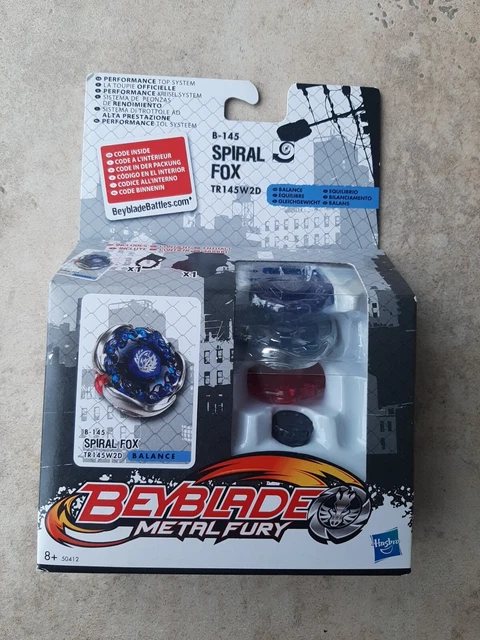 PERFORMANCE TOP SYSTEM
LA TOUPIE OFFICIELLE
PERFORMANCE KREISELSYSTEM
SISTEMA DE PEONZAS
DE RENDIMIENTO
SISTEMA DI TROTTOLE AD
ALTA PRESTAZIONE
PERFORMANCE TOL SYSTEEM
CODE INSIDE
CODE A L'INTÉRIEUR
CODE IN DER PACKUNG
CÓDIGO EN EL INTERIOR
CODICE ALL'INTERNO
CODE BINNENIN
BeybladeBattles.com*
B-145
SPIRAL
FOX
TR145W2D
BALANCE
ÉQUILIBRE
GLEICHGEWICHT
EQUILIBRIO
BILANCIAMENTO
BALANS
x1
x1
B-145
SPIRAL FOX
TR145W2D BALANCE
BEYBLADE
METAL FURY
8+ 50412
Hasbro